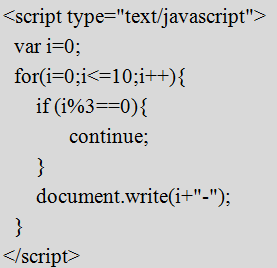 <script type="text/javascript">
var i=0;
for(i=0;i<=10;i++){
if (i%3==0){
continue;
}
document.write(i+"-");
}
</script>